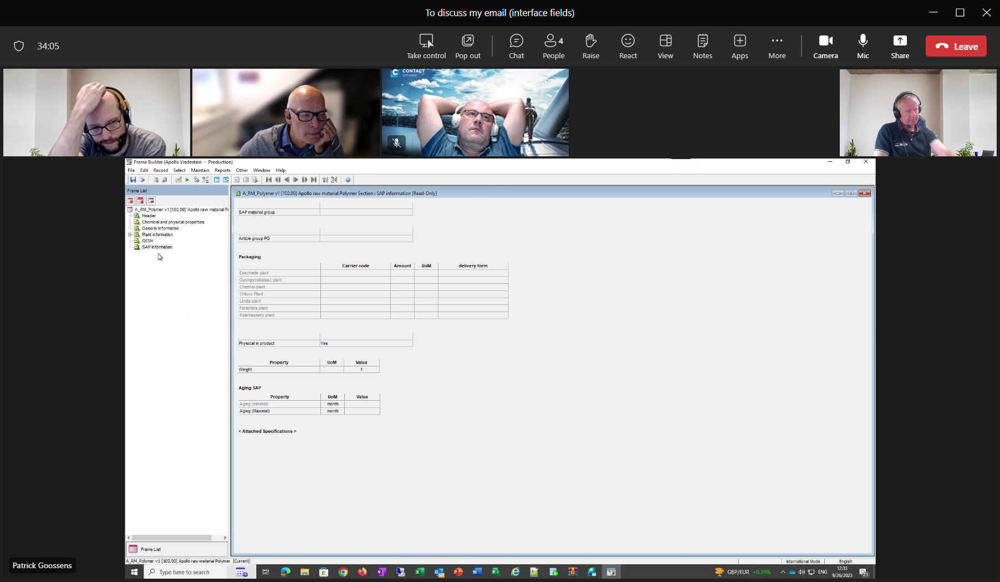 To discuss my email (interface fields)
34:05
Take control
Pop out
Chat
People
4
Raise
React
View
Notes
Apps
More
Camera
Mic
Share
Leave
CONTACT
Software
Frame Builder (Apollo Vredestein - Production)
File Edit Record Select Maintain Reports Other Window Help
Frame List
A_RM_Polymer v1 [102.00] 'Apollo raw material P
Header
Chemical and physical properties
General information
Plant information
QESH
SAP information
A_RM_Polymer v1 [102.00] Apollo raw material Polymer Section : SAP information [Read-Only]
SAP material group
Article group PG
Packaging
Carrier code Amount UoM delivery form
Enschede plant
Gyongyoshalasz plant
Chennai plant
Chitoor Plant
Limda plant
Perambra plant
Kalamassery plant
Physical in product Yes
Property UoM Value
Weight 1
Aging SAP
Property UoM Value
Aging (minimal) month
Aging (Maximal) month
< Attached Specifications >
Frame List
A_RM_Polymer v1 [102.00] Apollo raw material Polymer [Current]
International Mode English
Patrick Goossens
Type here to search
GBP/EUR +0.39%
ENG
12:33
9/26/2023
23